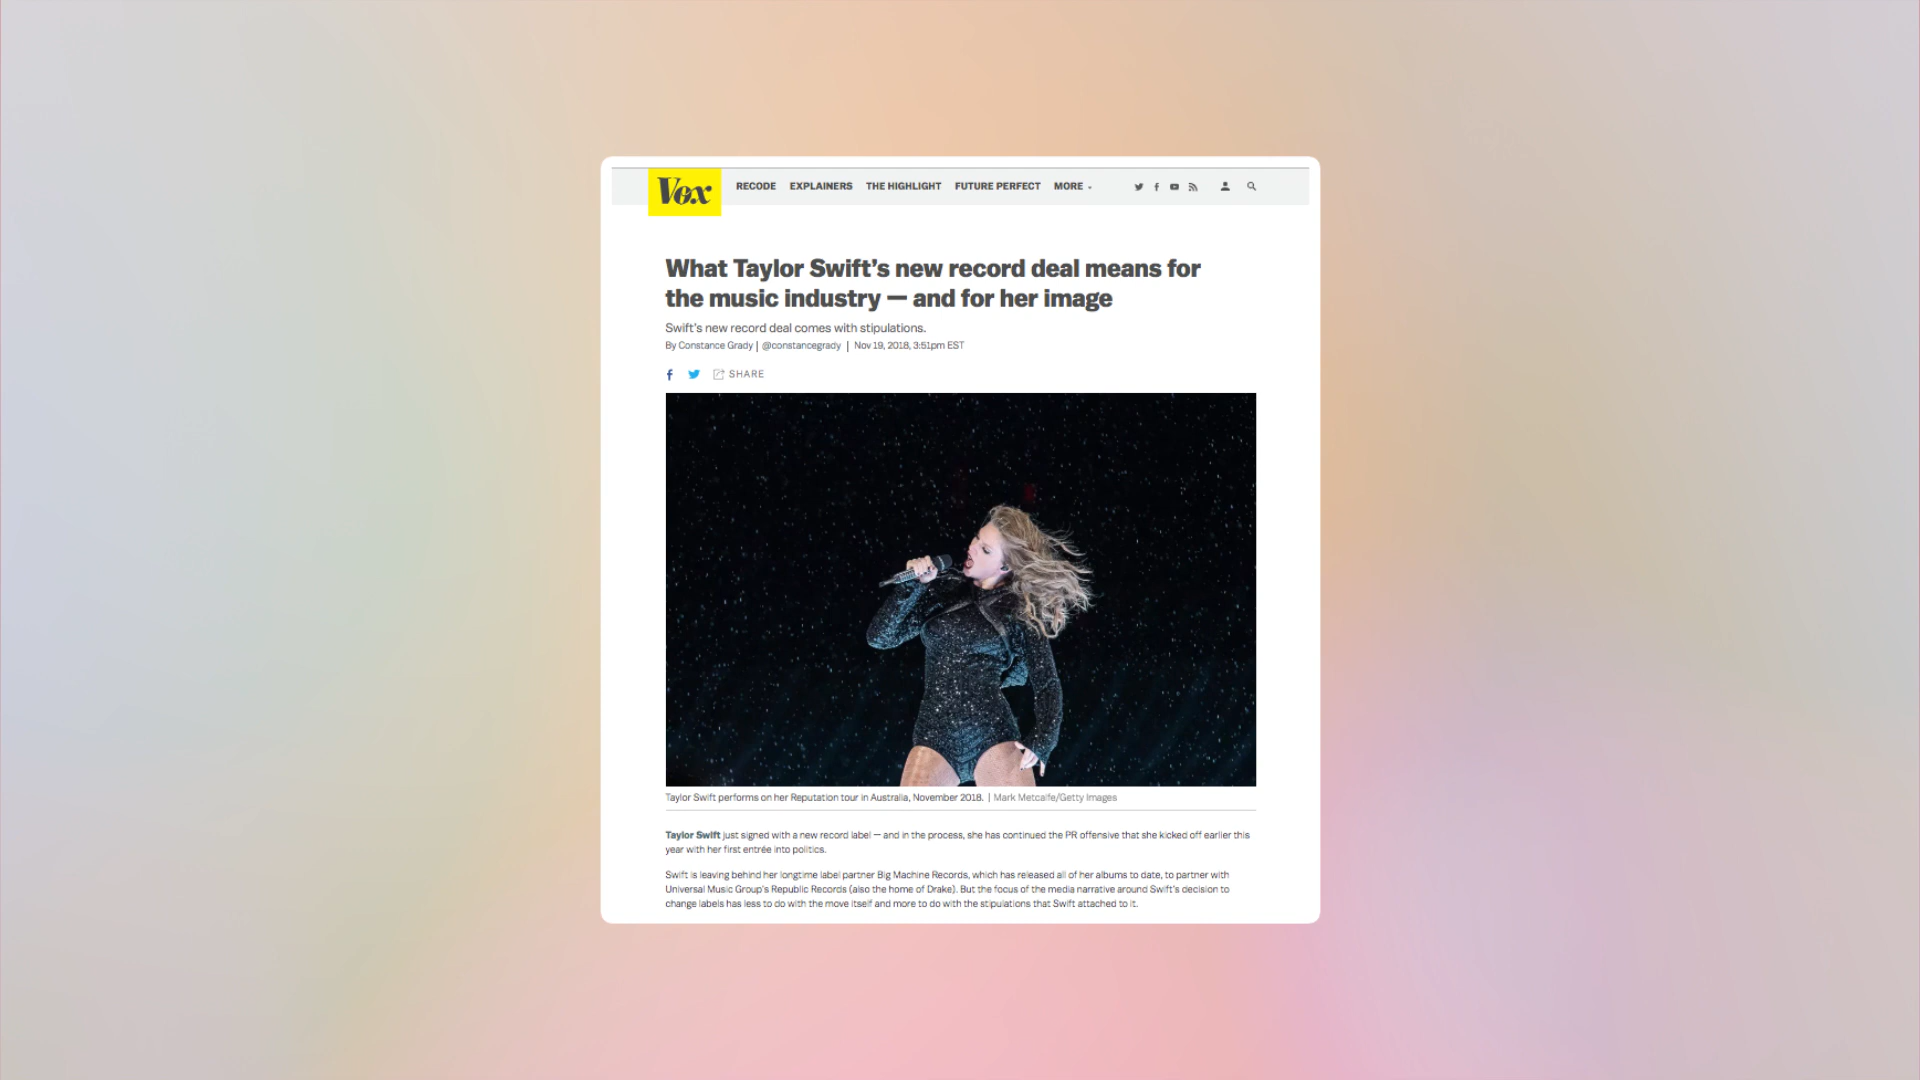 Vox
RECODE EXPLAINERS THE HIGHLIGHT FUTURE PERFECT MORE
What Taylor Swift's new record deal means for
the music industry — and for her image
Swift's new record deal comes with stipulations.
By Constance Grady | @constancegrady | Nov 19, 2018, 3:51pm EST
SHARE
Taylor Swift performs on her Reputation tour in Australia, November 2018. | Mark Metcalfe/Getty Images
Taylor Swift just signed with a new record label — and in the process, she has continued the PR offensive that she kicked off earlier this
year with her first entrée into politics.
Swift is leaving behind her longtime label partner Big Machine Records, which has released all of her albums to date, to partner with
Universal Music Group's Republic Records (also the home of Drake). But the focus of the media narrative around Swift's decision to
change labels has less to do with the move itself and more to do with the stipulations that Swift attached to it.